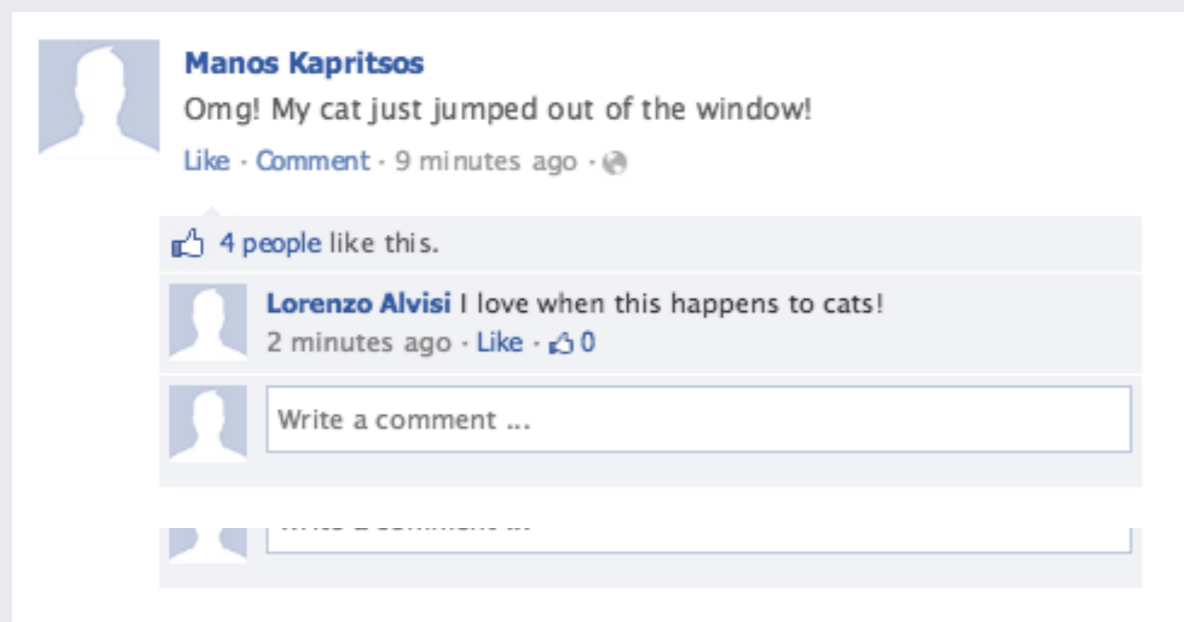 Manos Kapritsos
Omg! My cat just jumped out of the window!
Like · Comment · 9 minutes ago ·
4 people like this.
Lorenzo Alvisi I love when this happens to cats!
2 minutes ago · Like · 0
Write a comment ...